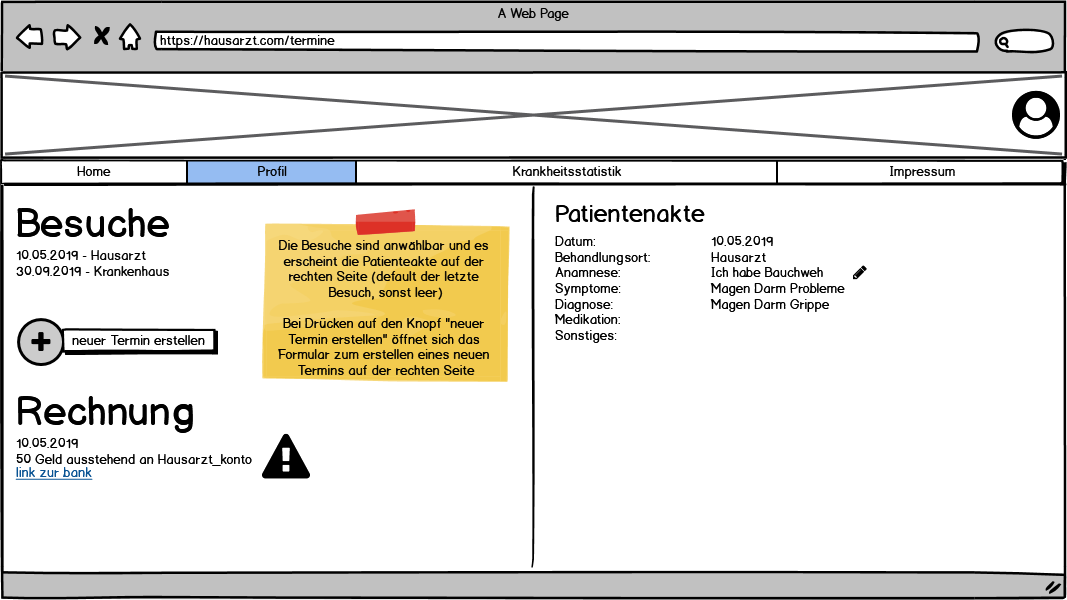 A Web Page
https://hausarzt.com/termine
Home
Profil
Krankheitsstatistik
Impressum
Besuche
10.05.2019 - Hausarzt
30.09.2019 - Krankenhaus
Die Besuche sind anwählbar und es
erscheint die Patienteakte auf der
rechten Seite (default der letzte
Besuch, sonst leer)
Bei Drücken auf den Knopf "neuer
Termin erstellen" öffnet sich das
Formular zum erstellen eines neuen
Termins auf der rechten Seite
neuer Termin erstellen
Rechnung
10.05.2019
50 Geld ausstehend an Hausarzt_konto
link zur bank
Patientenakte
Datum: 10.05.2019
Behandlungsort: Hausarzt
Anamnese: Ich habe Bauchweh
Symptome: Magen Darm Probleme
Diagnose: Magen Darm Grippe
Medikation:
Sonstiges: